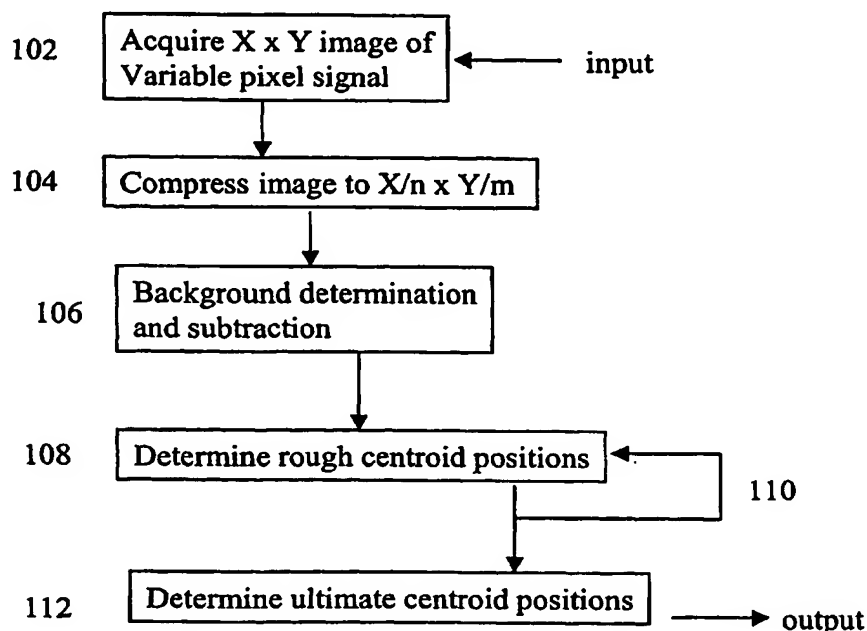 102
Acquire X x Y image of
Variable pixel signal
input
104
Compress image to X/n x Y/m
106
Background determination
and subtraction
108
Determine rough centroid positions
110
112
Determine ultimate centroid positions
output